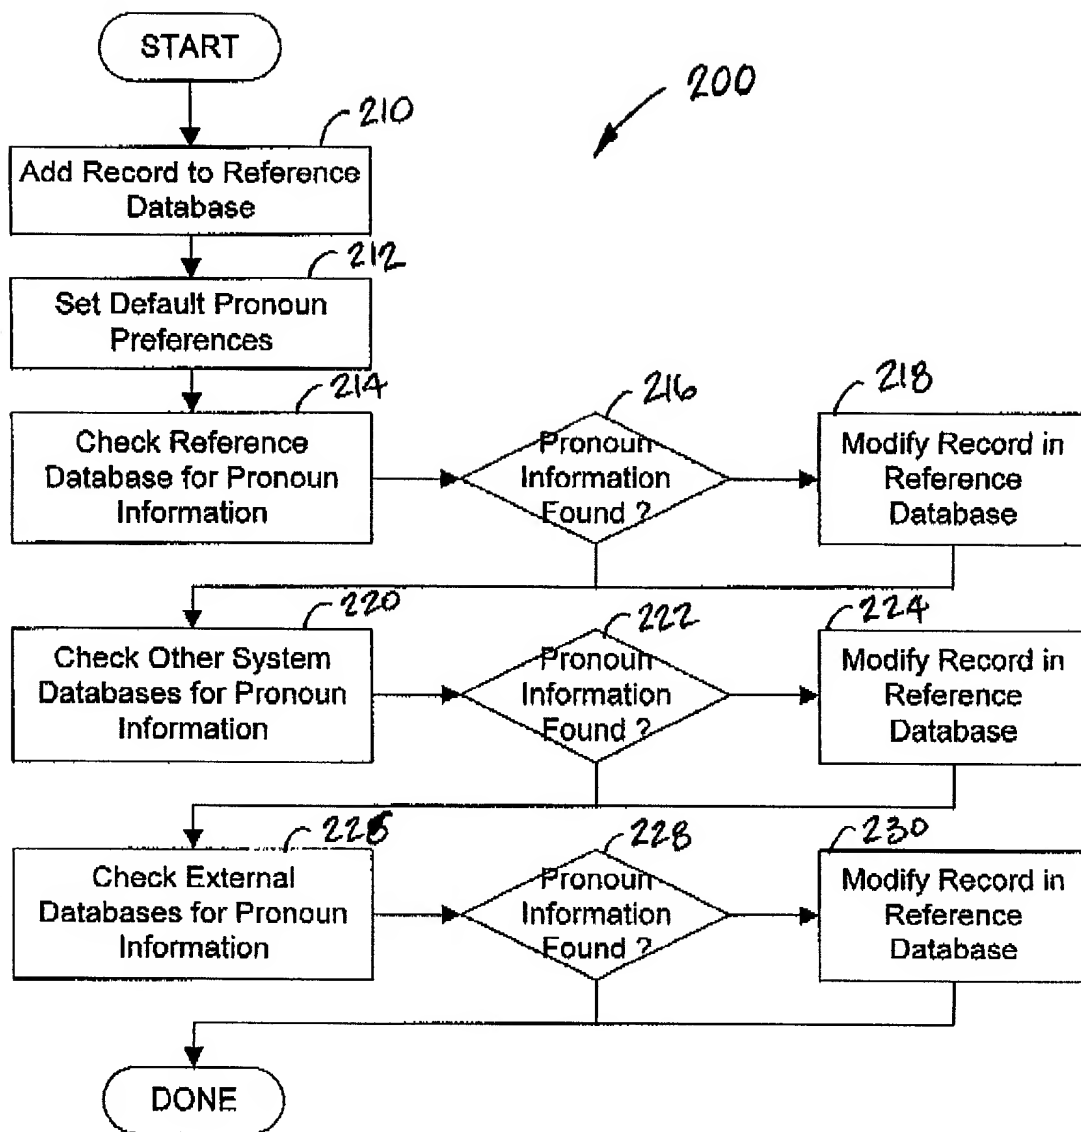 START
200
210
Add Record to Reference
Database
212
Set Default Pronoun
Preferences
214
Check Reference
Database for Pronoun
Information
216
Pronoun
Information
Found ?
218
Modify Record in
Reference
Database
220
Check Other System
Databases for Pronoun
Information
222
Pronoun
Information
Found ?
224
Modify Record in
Reference
Database
Check External
Databases for Pronoun
Information
228
Pronoun
Information
Found ?
230
Modify Record in
Reference
Database
DONE